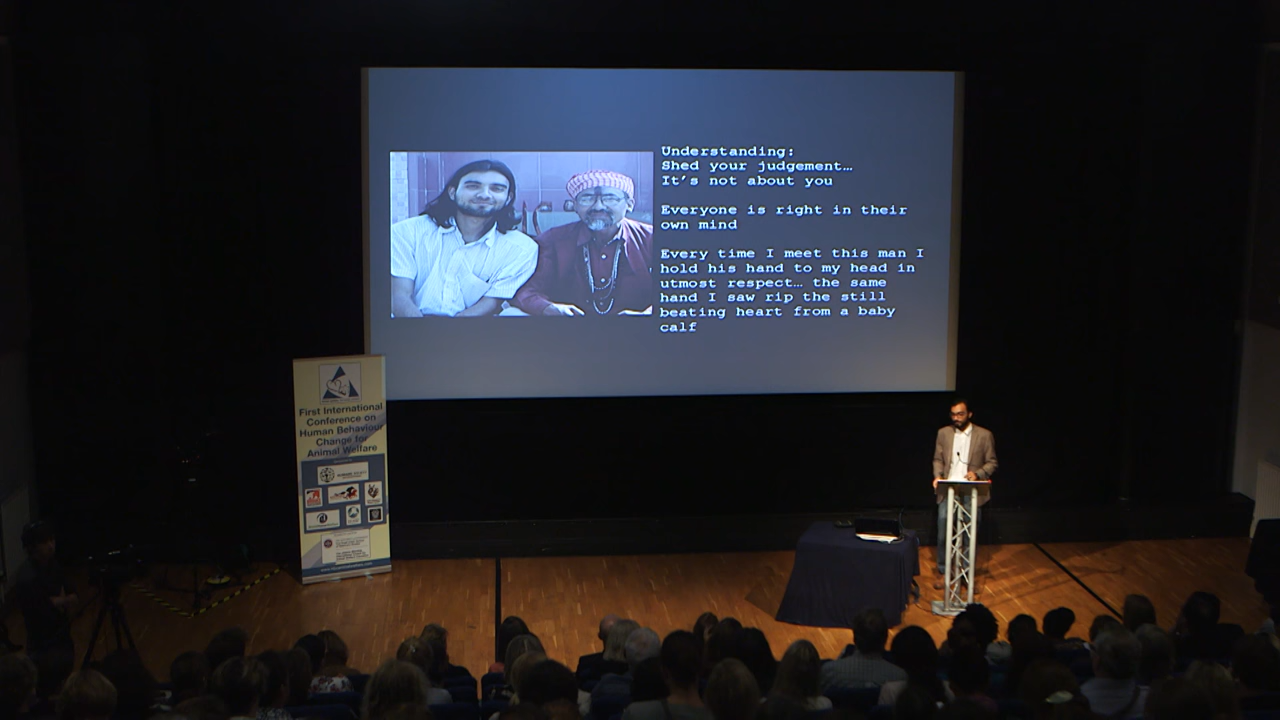 Understanding:
Shed your judgement…
It's not about you
Everyone is right in their
own mind
Every time I meet this man I
hold his hand to my head in
utmost respect… the same
hand I saw rip the still
beating heart from a baby
calf
First International
Conference on
Human Behaviour
Change for
Animal Welfare